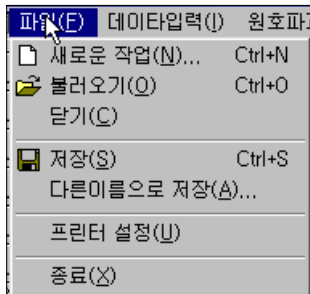 파일(F) 데이타입력(I) 원호파
새로운 작업(N)... Ctrl+N
불러오기(O) Ctrl+O
닫기(C)
저장(S) Ctrl+S
다른이름으로 저장(A)...
프린터 설정(U)
종료(X)